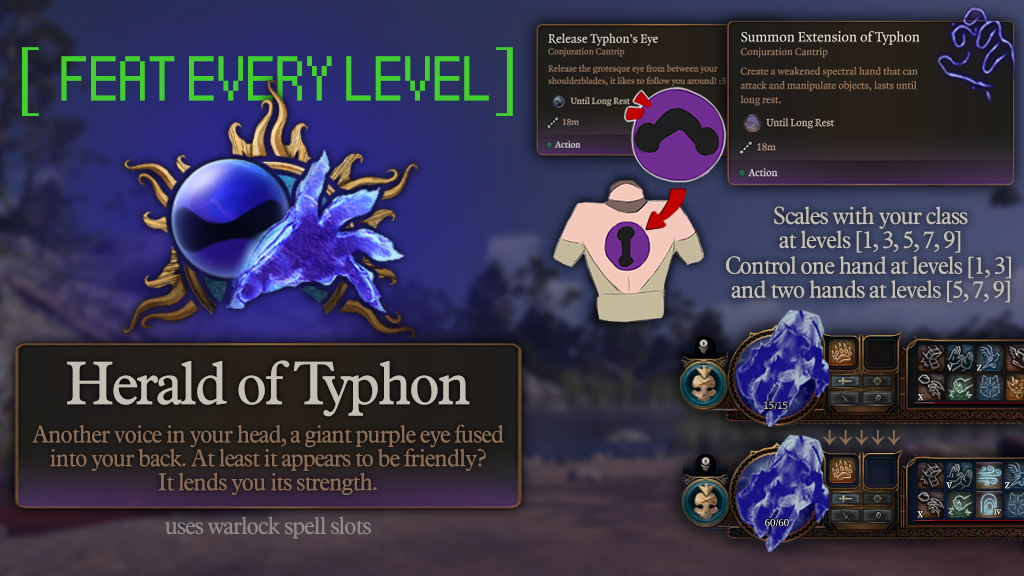 [ FEAT EVERY LEVEL ]
Release Typhon's Eye
Conjuration Cantrip
Release the grotesque eye from between your
shoulderblades, it likes to follow you around! :3
Until Long Rest
18m
Action
Summon Extension of Typhon
Conjuration Cantrip
Create a weakened spectral hand that can
attack and manipulate objects, lasts until
long rest.
Until Long Rest
18m
Action
Scales with your class
at levels [1, 3, 5, 7, 9]
Control one hand at levels [1, 3]
and two hands at levels [5, 7, 9]
Herald of Typhon
Another voice in your head, a giant purple eye fused
into your back. At least it appears to be friendly?
It lends you its strength.
uses warlock spell slots
15/15
V
Z
X
60/60
V
Z
X
IV